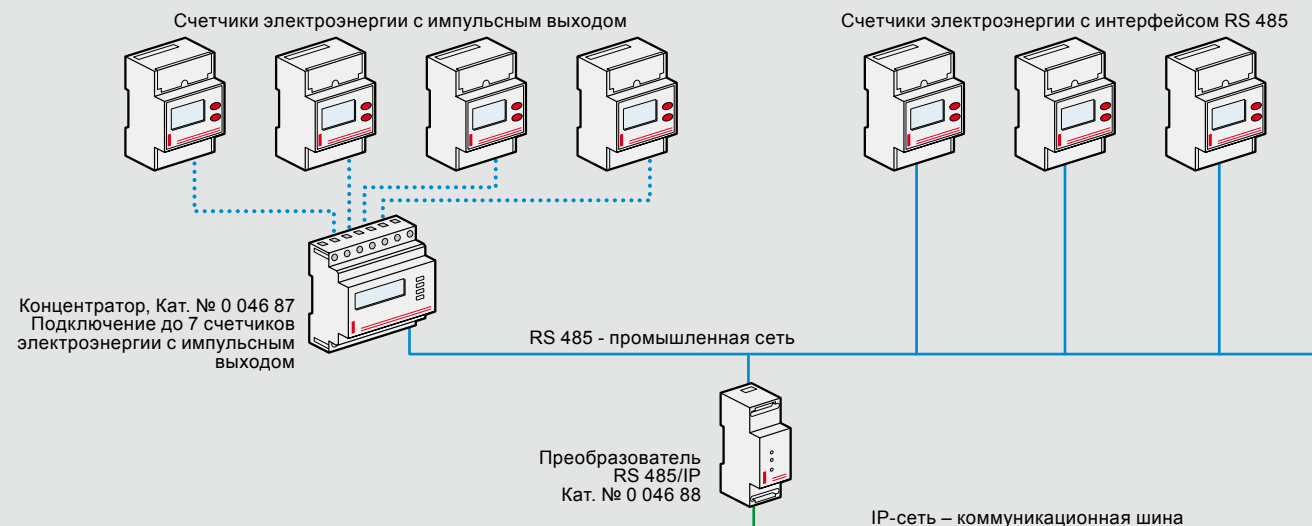 Счетчики электроэнергии с импульсным выходом
Счетчики электроэнергии с интерфейсом RS 485
Концентратор, Кат. № 0 046 87
Подключение до 7 счетчиков
электроэнергии с импульсным
выходом
RS 485 - промышленная сеть
Преобразователь
RS 485/IP
Кат. № 0 046 88
IP-сеть – коммуникационная шина